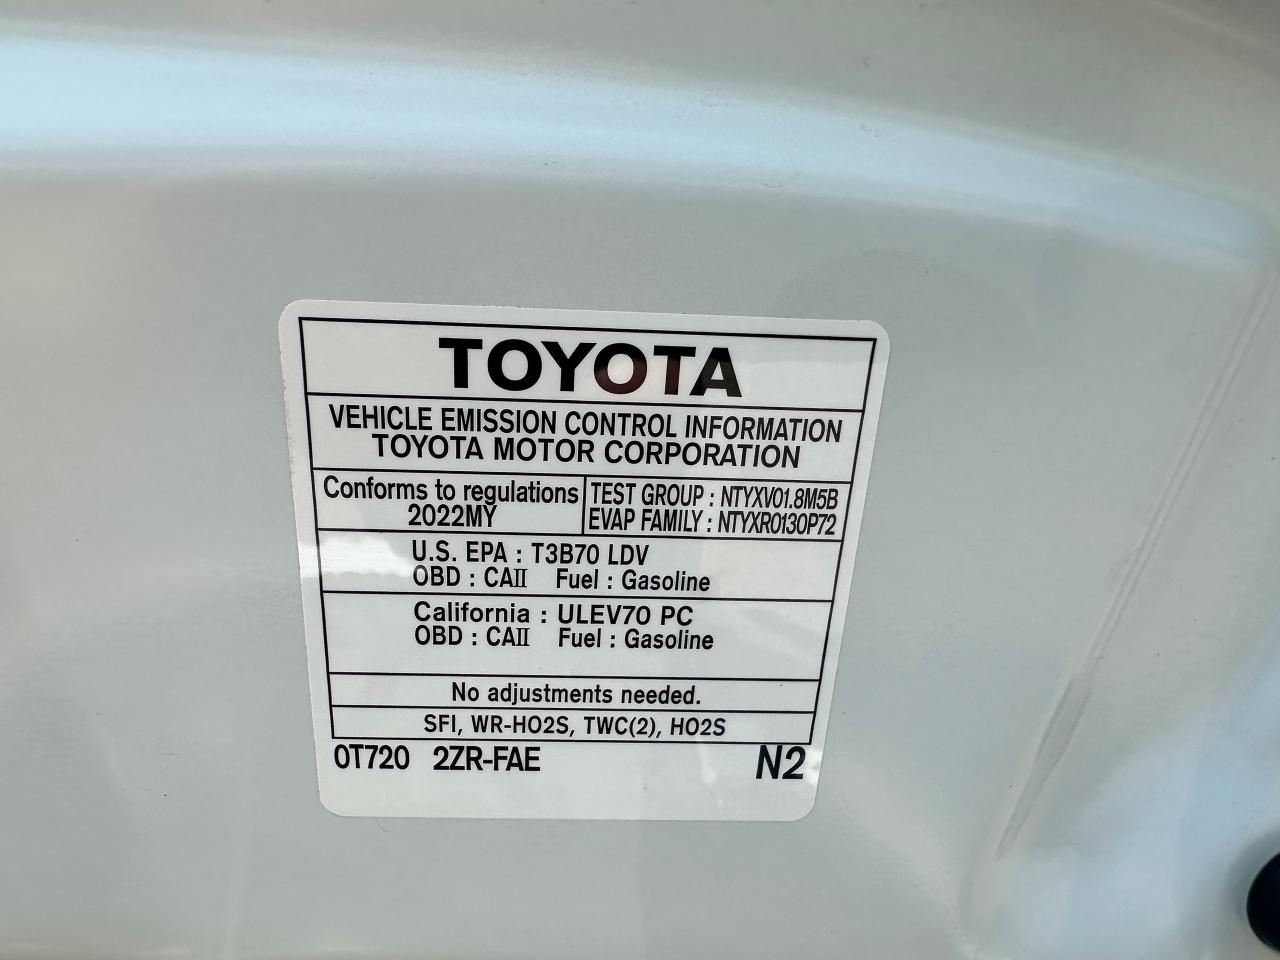 TOYOTA
VEHICLE EMISSION CONTROL INFORMATION
TOYOTA MOTOR CORPORATION
Conforms to regulations
2022MY
TEST GROUP : NTYXV01.8M5B
EVAP FAMILY : NTYXR0130P72
U.S. EPA : T3B70 LDV
OBD : CAⅡ Fuel : Gasoline
California : ULEV70 PC
OBD : CAⅡ Fuel : Gasoline
No adjustments needed.
SFI, WR-HO2S, TWC(2), HO2S
0T720 2ZR-FAE N2